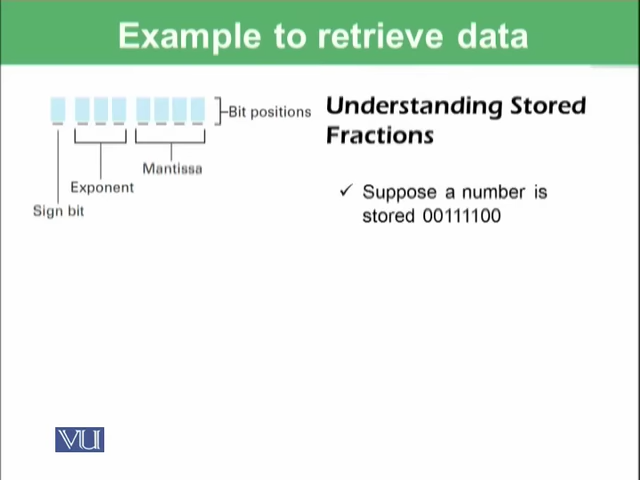 Example to retrieve data
Bit positions
Mantissa
Exponent
Sign bit
Understanding Stored
Fractions
✓ Suppose a number is
stored 00111100
VU